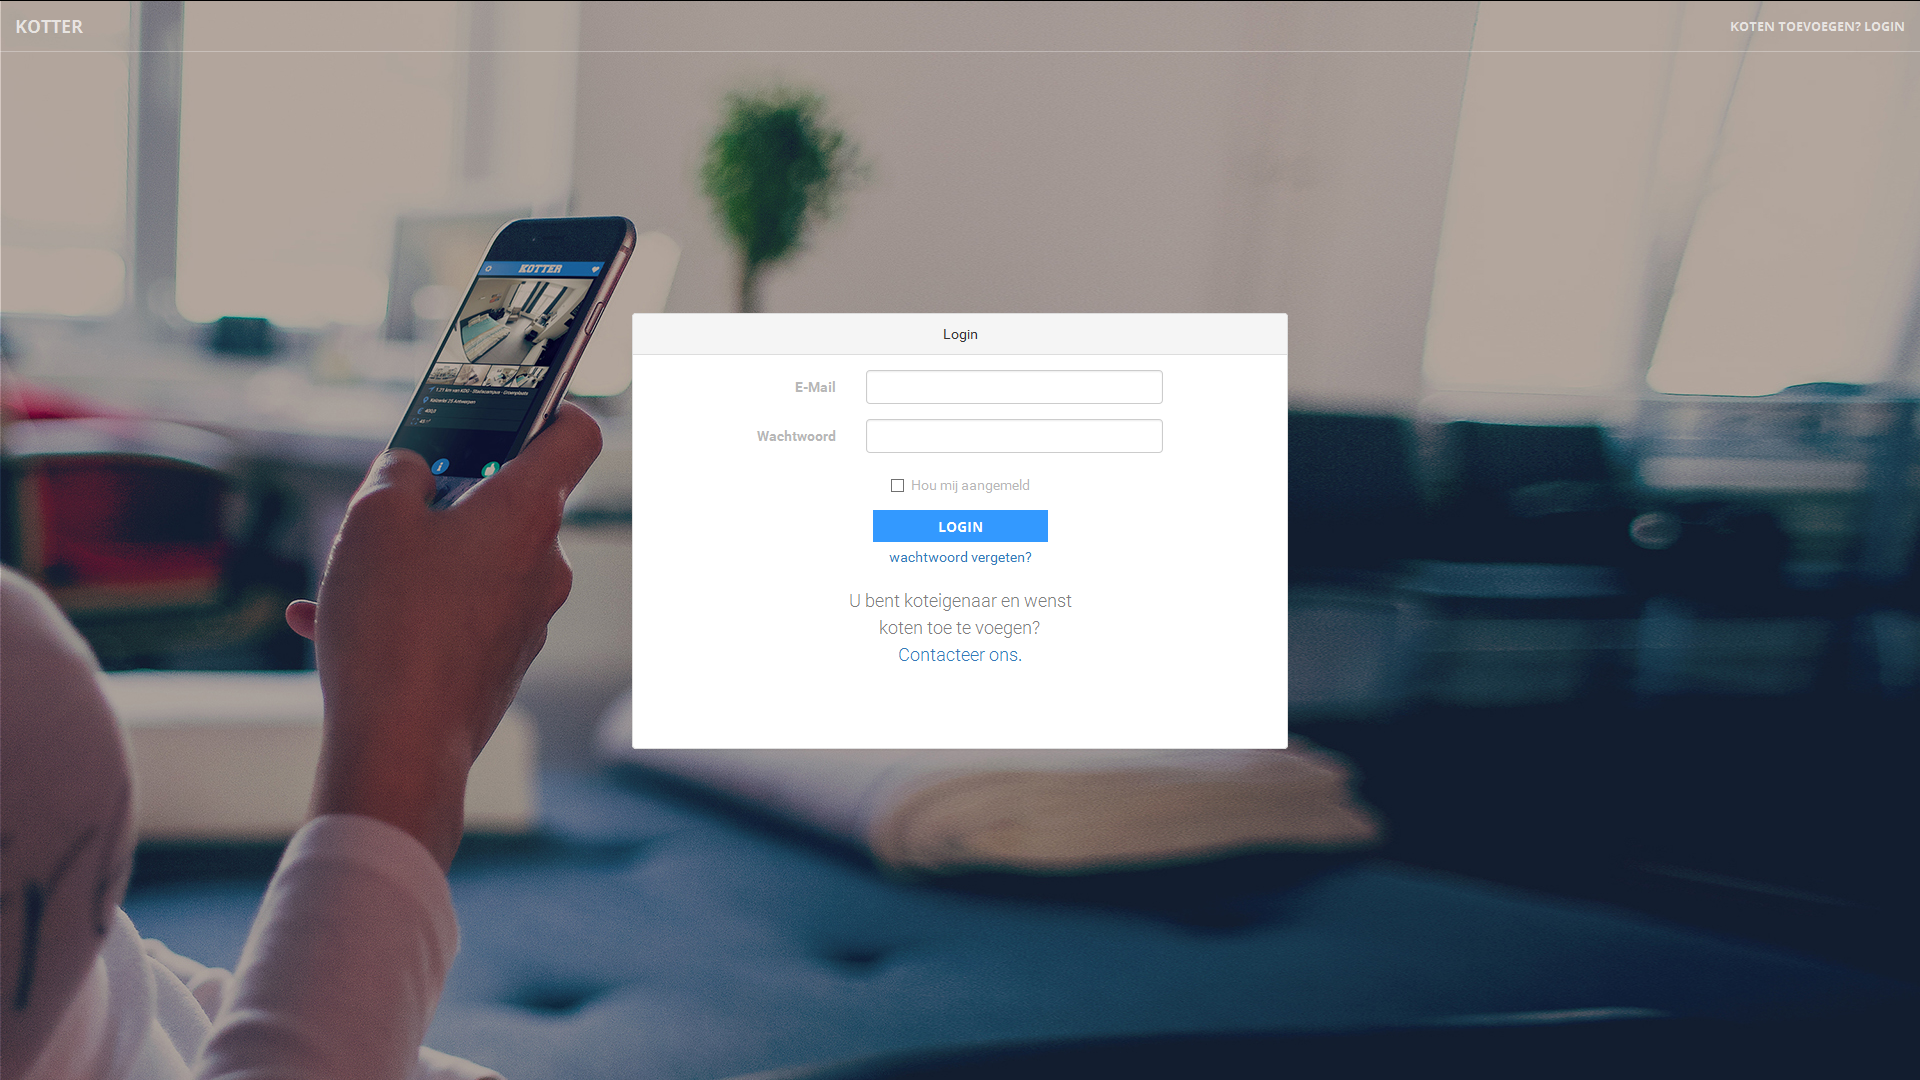 KOTTER
KOTEN TOEVOEGEN? LOGIN
KOTTER
Login
E-Mail
Wachtwoord
Hou mij aangemeld
LOGIN
wachtwoord vergeten?
U bent koteigenaar en wenst
koten toe te voegen?
Contacteer ons.